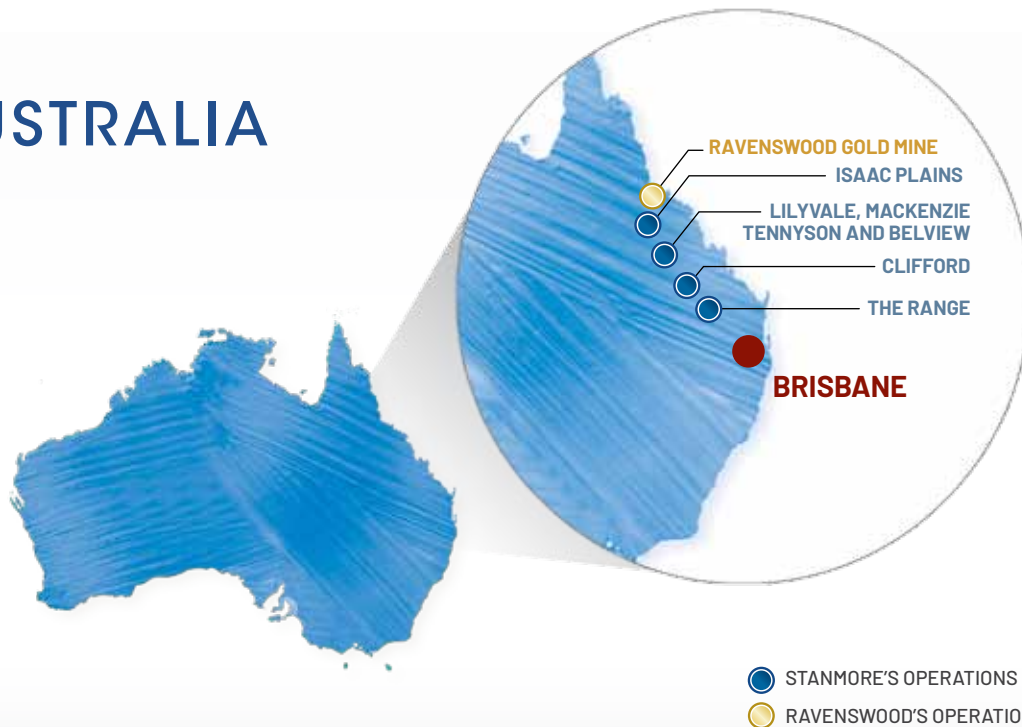 USTRALIA
RAVENSWOOD GOLD MINE
ISAAC PLAINS
LILYVALE, MACKENZIE
TENNYSON AND BELVIEW
CLIFFORD
THE RANGE
BRISBANE
STANMORE'S OPERATIONS
RAVENSWOOD'S OPERATIO